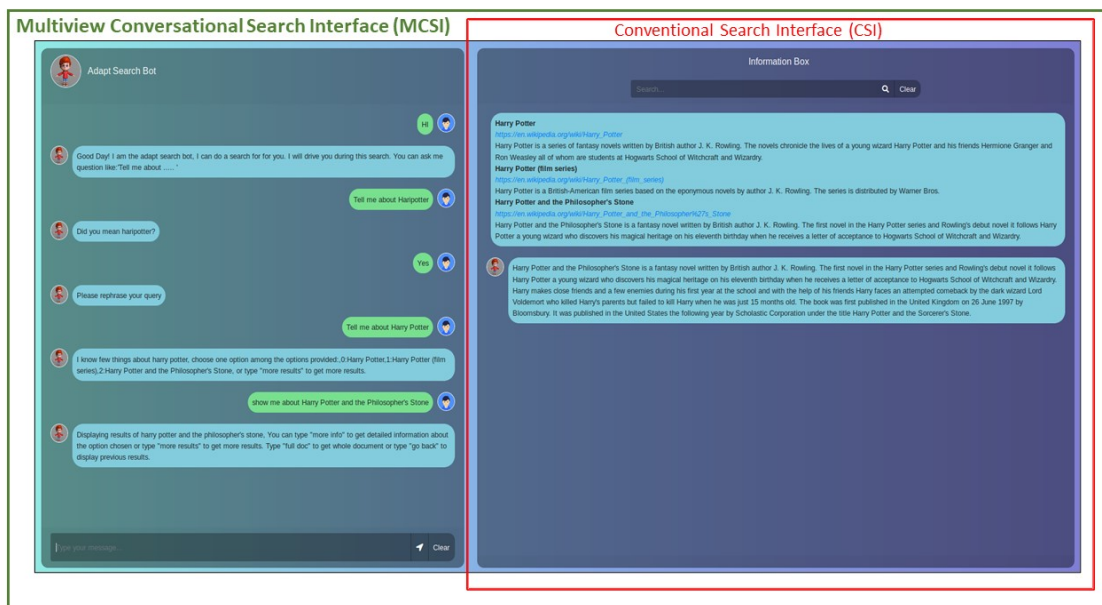 Multiview Conversational Search Interface (MCSI)
Conventional Search Interface (CSI)
Adapt Search Bot
HI
Good Day! I am the adapt search bot, I can do a search for for you. I will drive you during this search. You can ask me
question like:'Tell me about ..... '
Tell me about Haripotter
Did you mean haripotter?
Yes
Please rephrase your query
Tell me about Harry Potter
I know few things about harry potter, choose one option among the options provided:,0:Harry Potter,1:Harry Potter (film
series),2:Harry Potter and the Philosopher's Stone, or type "more results" to get more results.
show me about Harry Potter and the Philosopher's Stone
Displaying results of harry potter and the philosopher's stone, You can type "more info" to get detailed information about
the option chosen or type "more results" to get more results. Type "full doc" to get whole document or type "go back" to
display previous results.
Type your message...
Clear
Information Box
Search...
Clear
Harry Potter
https://en.wikipedia.org/wiki/Harry_Potter
Harry Potter is a series of fantasy novels written by British author J. K. Rowling. The novels chronicle the lives of a young wizard Harry Potter and his friends Hermione Granger and
Ron Weasley all of whom are students at Hogwarts School of Witchcraft and Wizardry.
Harry Potter (film series)
https://en.wikipedia.org/wiki/Harry_Potter_(film_series)
Harry Potter is a British-American film series based on the eponymous novels by author J. K. Rowling. The series is distributed by Warner Bros.
Harry Potter and the Philosopher's Stone
https://en.wikipedia.org/wiki/Harry_Potter_and_the_Philosopher%27s_Stone
Harry Potter and the Philosopher's Stone is a fantasy novel written by British author J. K. Rowling. The first novel in the Harry Potter series and Rowling's debut novel it follows Harry
Potter a young wizard who discovers his magical heritage on his eleventh birthday when he receives a letter of acceptance to Hogwarts School of Witchcraft and Wizardry.
Harry Potter and the Philosopher's Stone is a fantasy novel written by British author J. K. Rowling. The first novel in the Harry Potter series and Rowling's debut novel it follows
Harry Potter a young wizard who discovers his magical heritage on his eleventh birthday when he receives a letter of acceptance to Hogwarts School of Witchcraft and Wizardry.
Harry makes close friends and a few enemies during his first year at the school and with the help of his friends Harry faces an attempted comeback by the dark wizard Lord
Voldemort who killed Harry's parents but failed to kill Harry when he was just 15 months old. The book was first published in the United Kingdom on 26 June 1997 by
Bloomsbury. It was published in the United States the following year by Scholastic Corporation under the title Harry Potter and the Sorcerer's Stone.